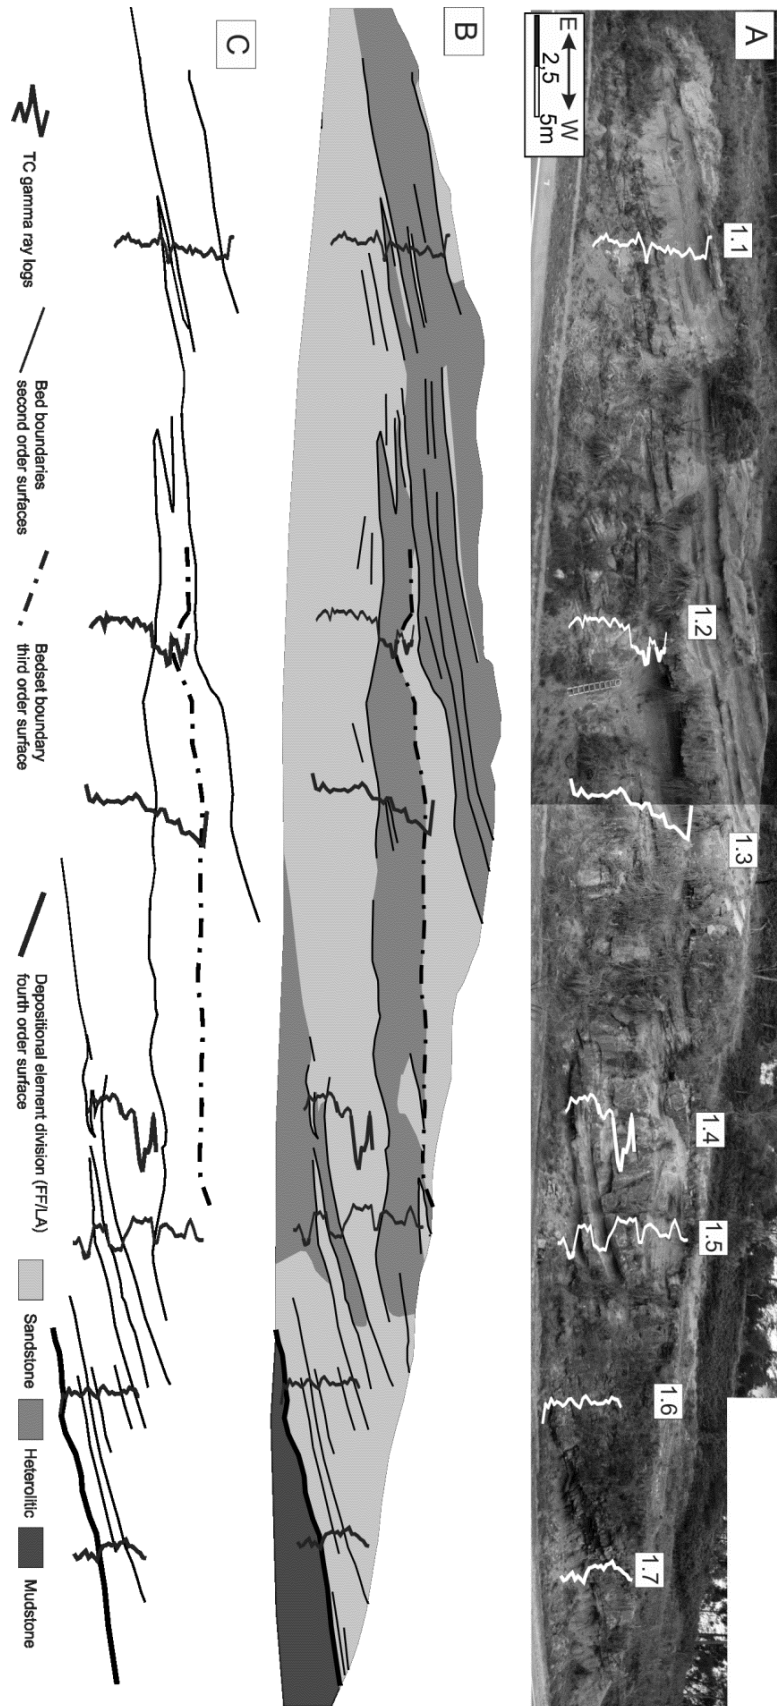 A
E W
2,5 5m
1.1
1.2
1.3
1.4
1.5
1.6
1.7
B
C
TC gamma ray logs
Bed boundaries
second order surfaces
Bedset boundary
third order surface
Depositional element division (FF/LA)
fourth order surface
Sandstone
Heterolitic
Mudstone